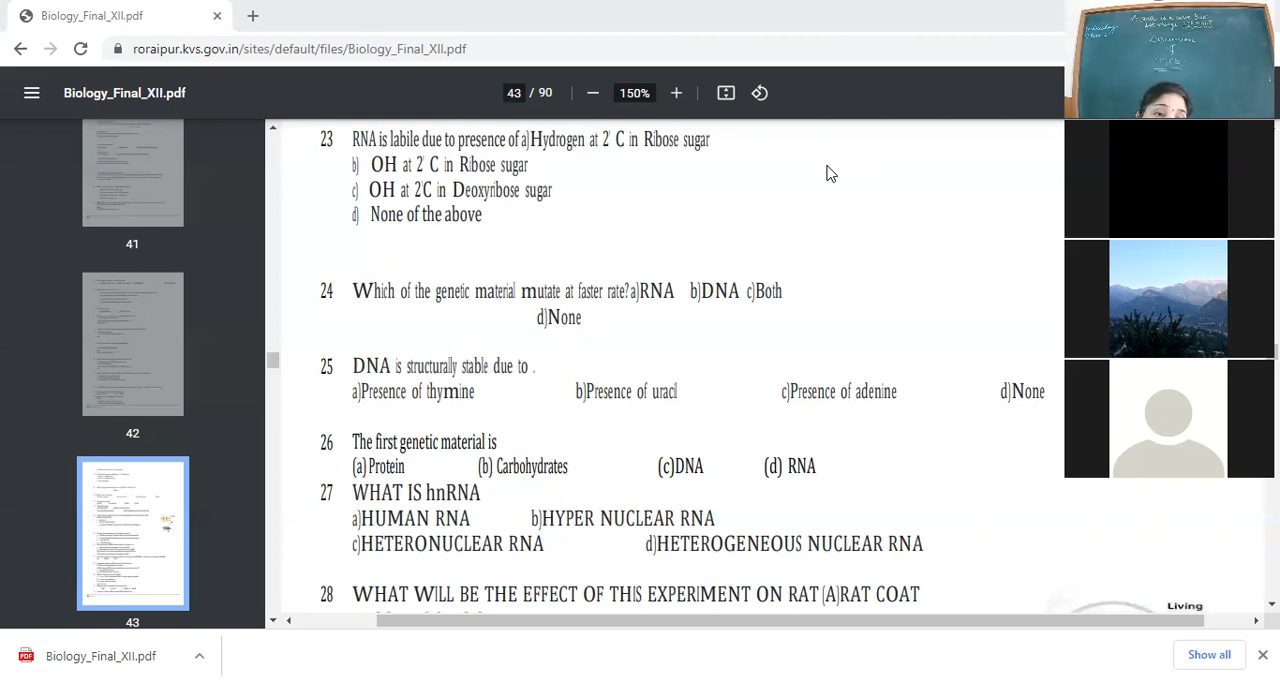 Biology_Final_XII.pdf
roraipur.kvs.gov.in/sites/default/files/Biology_Final_XII.pdf
Biology_Final_XII.pdf
43 / 90
150%
41
42
43
23 RNA is labile due to presence of a)Hydrogen at 2' C in Ribose sugar
b) OH at 2' C in Ribose sugar
c) OH at 2'C in Deoxyribose sugar
d) None of the above
24 Which of the genetic material mutate at faster rate?a)RNA b)DNA c)Both
d)None
25 DNA is structurally stable due to .
a)Presence of thymine b)Presence of uracil c)Presence of adenine d)None
26 The first genetic material is
(a) Protein (b) Carbohydrates (c)DNA (d) RNA
27 WHAT IS hnRNA
a)HUMAN RNA b)HYPER NUCLEAR RNA
c)HETERONUCLEAR RNA d)HETEROGENEOUS NUCLEAR RNA
28 WHAT WILL BE THE EFFECT OF THIS EXPERIMENT ON RAT (A)RAT COAT
Living
Discussion
of
MCQs
Biology_Final_XII.pdf
Show all